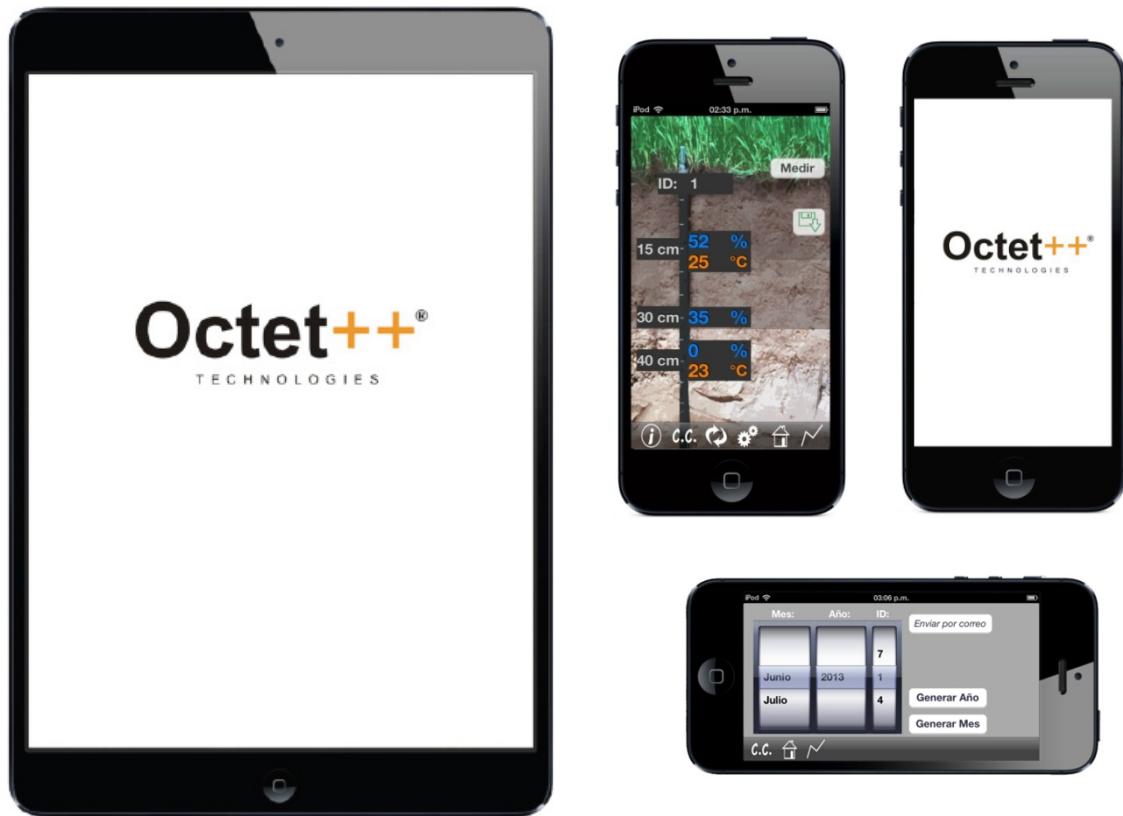 Octet++®
TECHNOLOGIES
iPod 02:33 p.m.
Medir
ID: 1
15 cm 52 %
25 °C
30 cm 35 %
40 cm 0 %
23 °C
C.C.
Octet++®
TECHNOLOGIES
iPod 03:06 p.m.
Mes: Año: ID:
Enviar por correo
7
Junio 2013 1
Julio 4
Generar Año
Generar Mes
C.C.